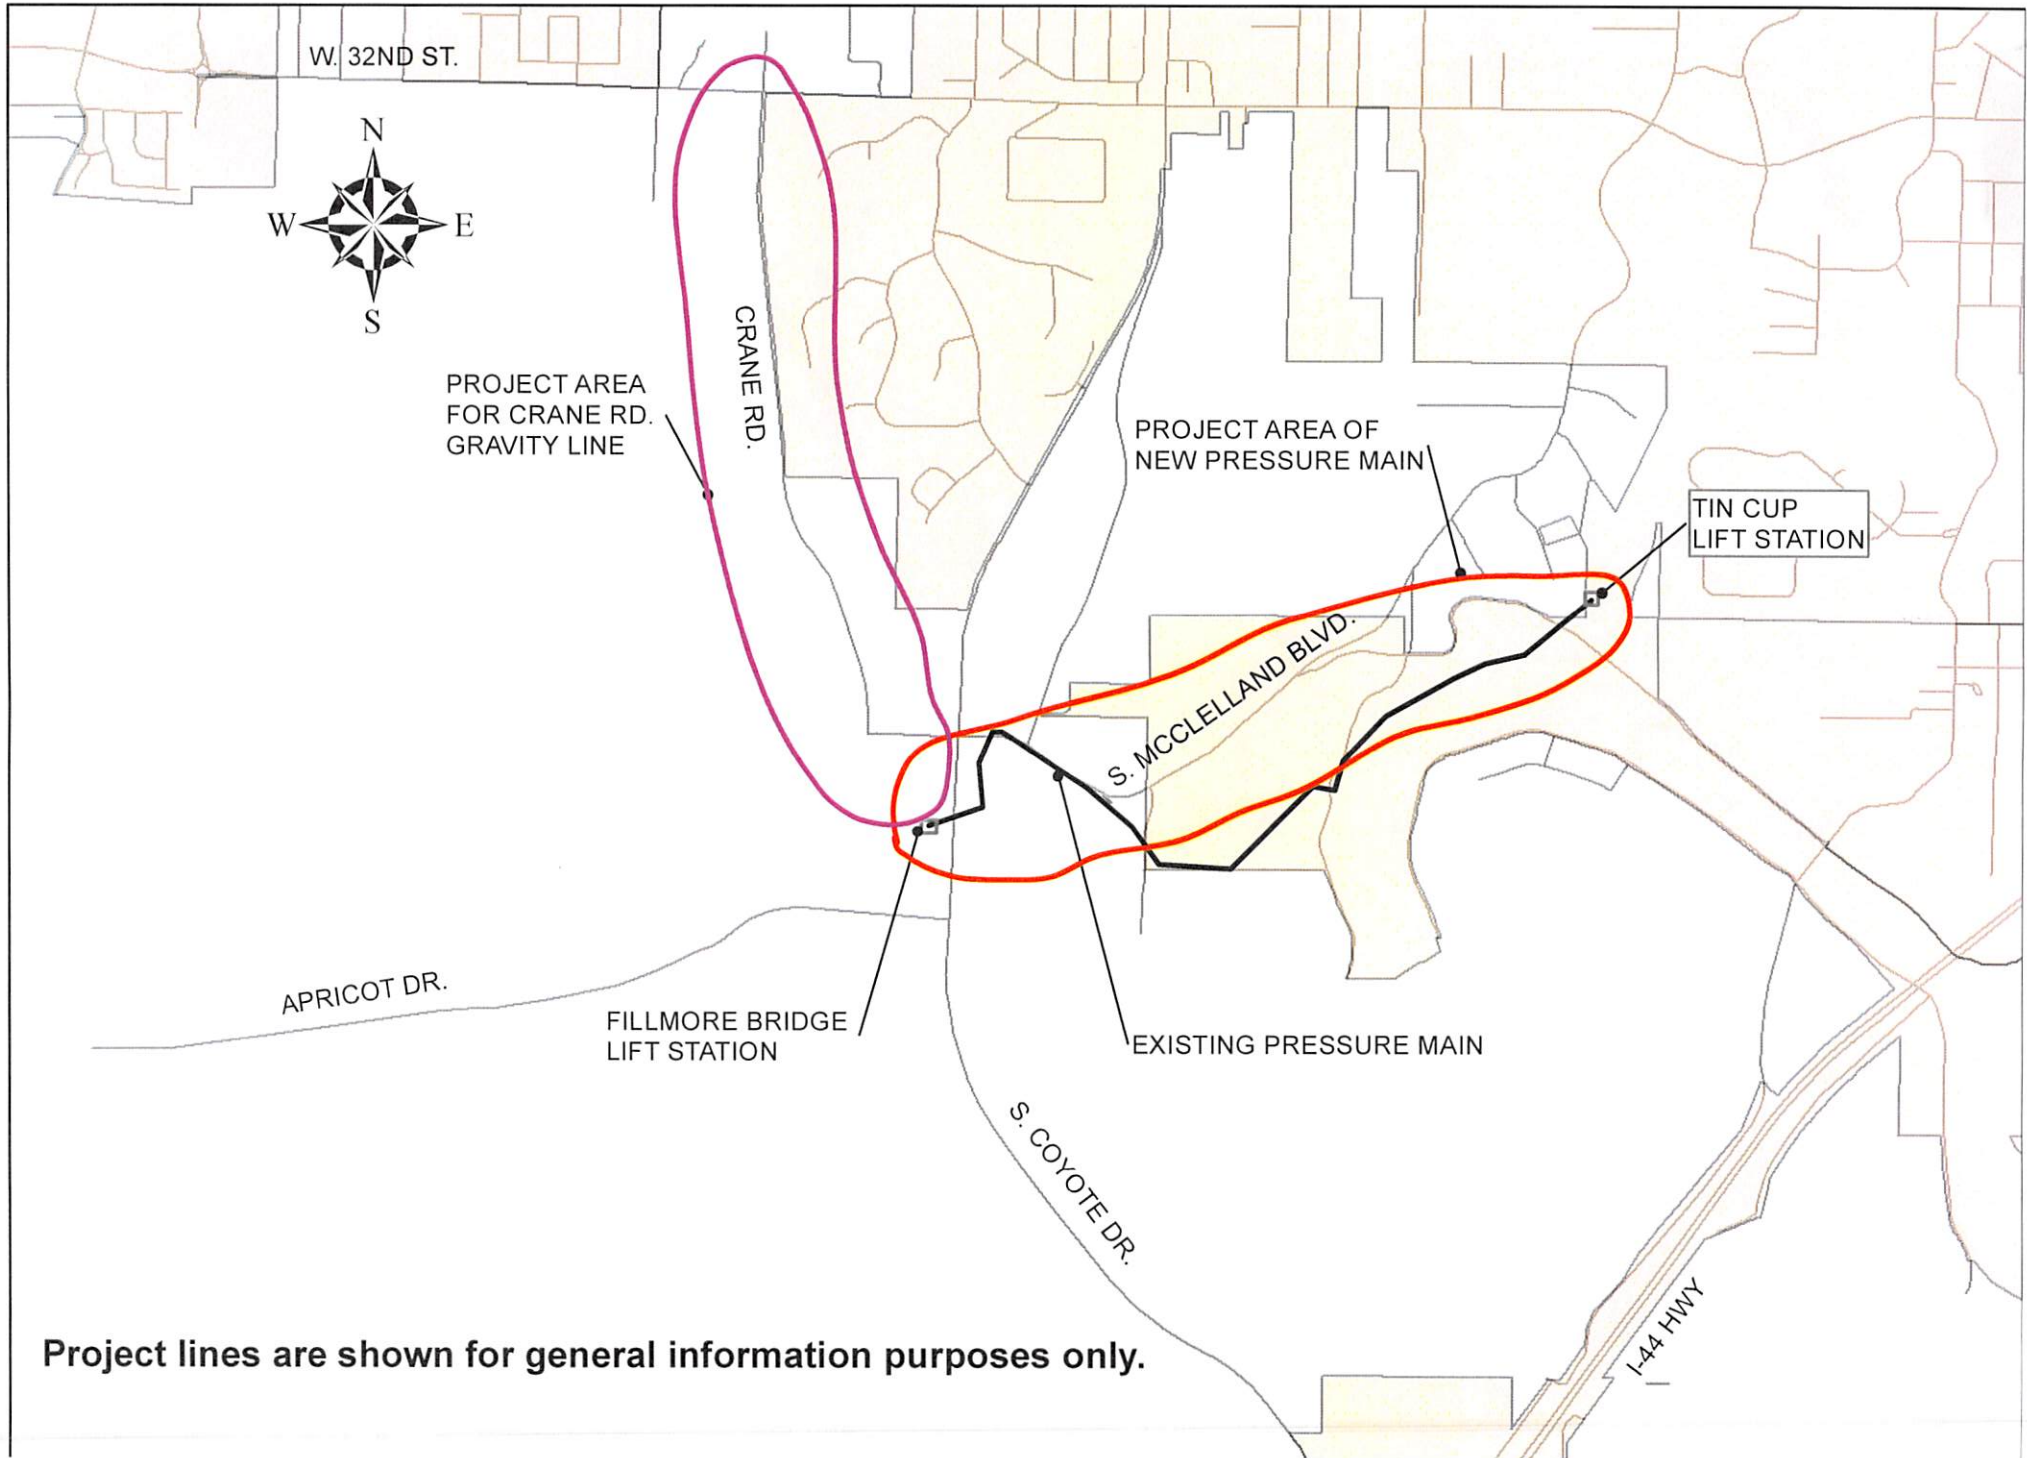 W. 32ND ST.
N
W
E
S
CRANE RD.
PROJECT AREA
FOR CRANE RD.
GRAVITY LINE
PROJECT AREA OF
NEW PRESSURE MAIN
TIN CUP
LIFT STATION
S. MCCLELLAND BLVD.
APRICOT DR.
FILLMORE BRIDGE
LIFT STATION
EXISTING PRESSURE MAIN
S. COYOTE DR.
I-44 HWY
Project lines are shown for general information purposes only.